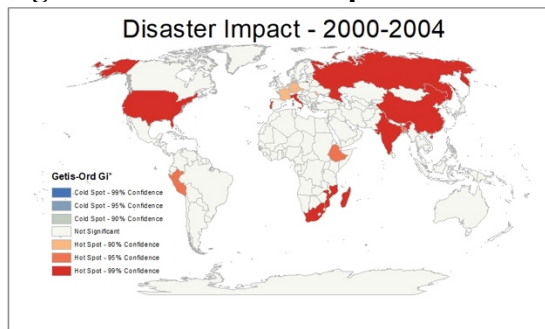 Disaster Impact - 2000-2004
Getis-Ord Gi*
Cold Spot - 99% Confidence
Cold Spot - 95% Confidence
Cold Spot - 90% Confidence
Not Significant
Hot Spot - 90% Confidence
Hot Spot - 95% Confidence
Hot Spot - 99% Confidence